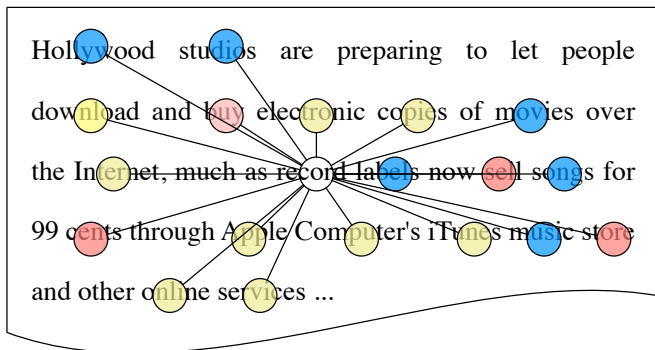 Hollywood studios are preparing to let people
download and buy electronic copies of movies over
the Internet, much as record labels now sell songs for
99 cents through Apple Computer's iTunes music store
and other online services ...